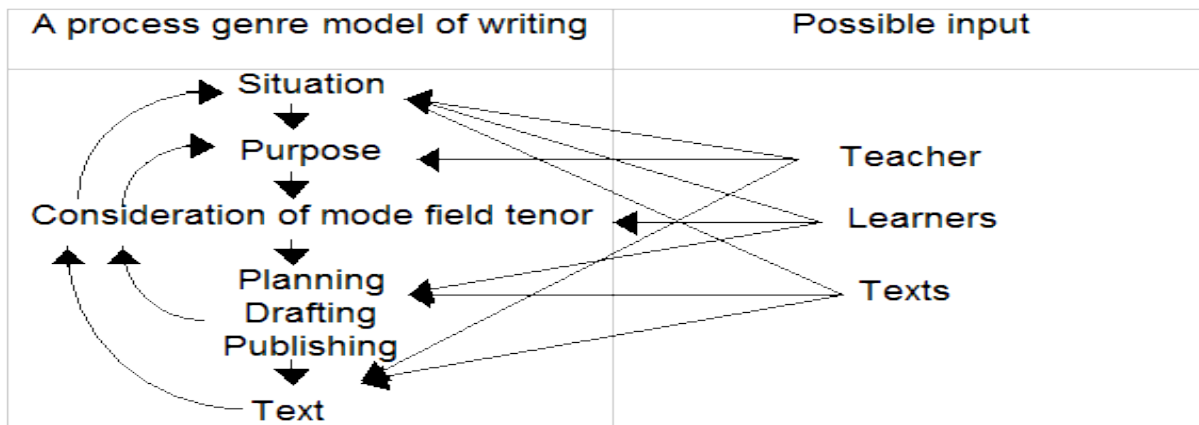 A process genre model of writing
Possible input
Situation
Purpose
Teacher
Consideration of mode field tenor
Learners
Planning
Texts
Drafting
Publishing
Text